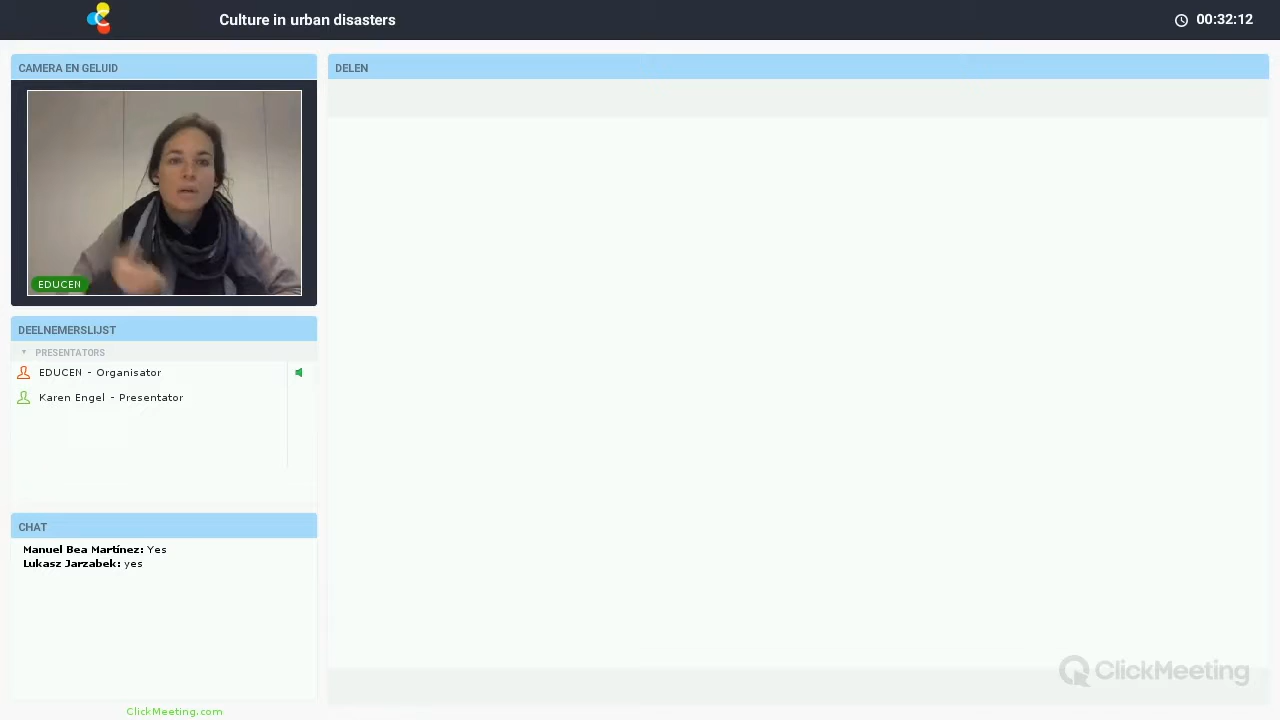 Culture in urban disasters
00:32:12
CAMERA EN GELUID
EDUCEN
DEELNEMERSLIJST
PRESENTATORS
EDUCEN - Organisator
Karen Engel - Presentator
CHAT
Manuel Bea Martínez: Yes
Lukasz Jarzabek: yes
ClickMeeting.com
DELEN
ClickMeeting